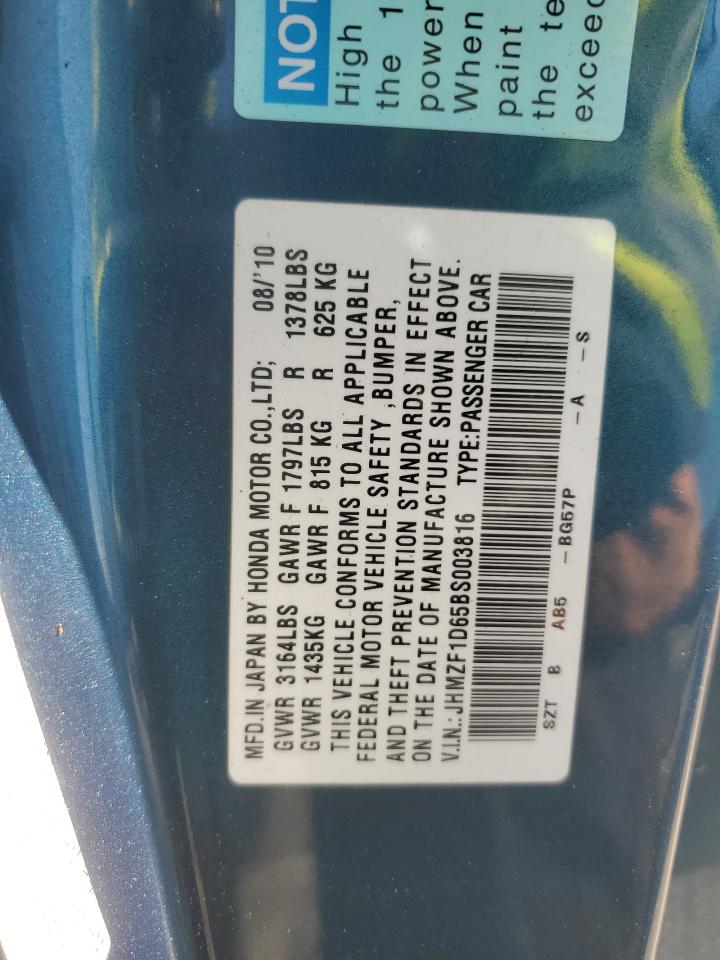 NOT
High
the 1
power
When
paint
the te
exceed
MFD.IN JAPAN BY HONDA MOTOR CO.,LTD; 08/'10
GVWR 3164LBS GAWR F 1797LBS R 1378LBS
GVWR 1435KG GAWR F 815 KG R 625 KG
THIS VEHICLE CONFORMS TO ALL APPLICABLE
FEDERAL MOTOR VEHICLE SAFETY ,BUMPER,
AND THEFT PREVENTION STANDARDS IN EFFECT
ON THE DATE OF MANUFACTURE SHOWN ABOVE.
V.I.N.: JHMZF1D65BS003816 TYPE:PASSENGER CAR
SZT B AB5 – BG57P – A – S